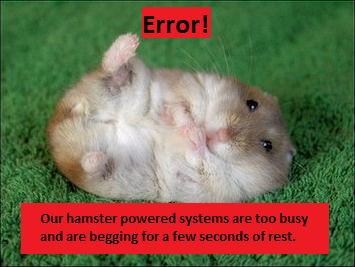 Error!
Our hamster powered systems are too busy
and are begging for a few seconds of rest.